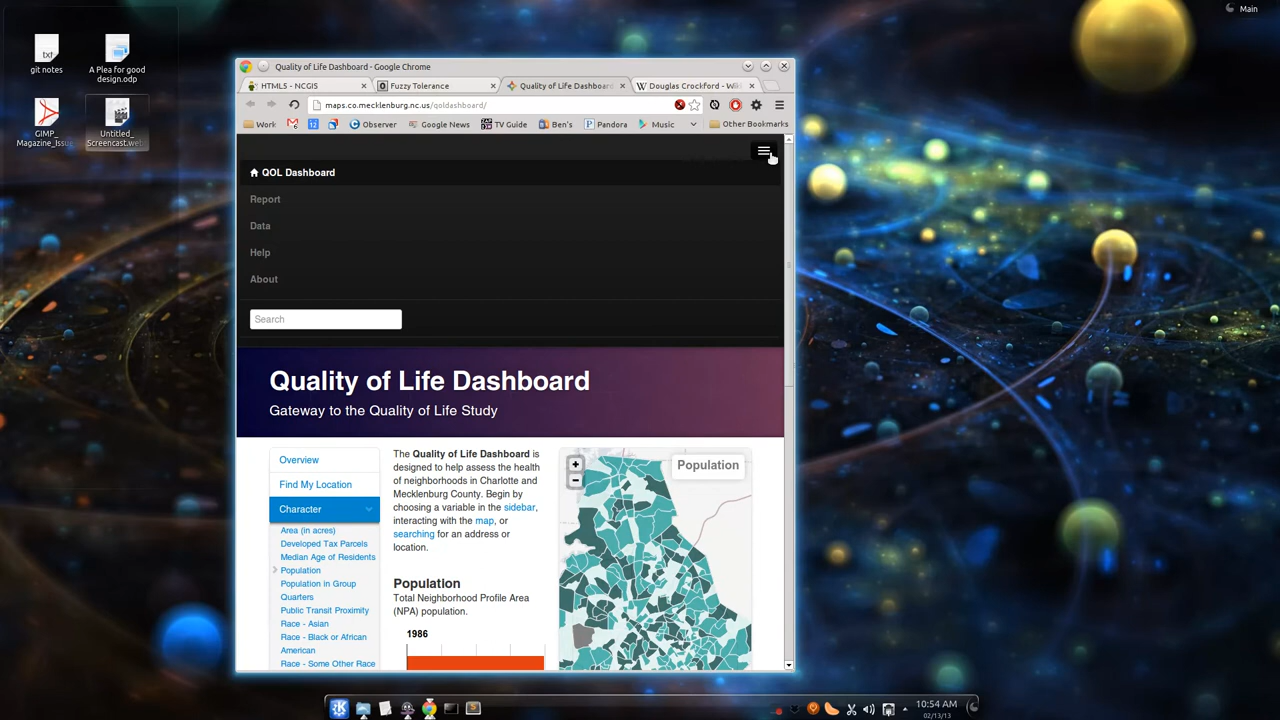 Main
git notes
A Plea for good
design.odp
GIMP_
Magazine_Issu
Untitled_
Screencast.we
Quality of Life Dashboard - Google Chrome
HTML5 - NCGIS
Fuzzy Tolerance
Quality of Life Dashboard
Douglas Crockford - Wi
maps.co.mecklenburg.nc.us/qoldashboard/
Work
12
Observer
Google News
TV Guide
Ben's
Pandora
Music
Other Bookmarks
QOL Dashboard
Report
Data
Help
About
Search
Quality of Life Dashboard
Gateway to the Quality of Life Study
Overview
Find My Location
Character
Area (in acres)
Developed Tax Parcels
Median Age of Residents
Population
Population in Group
Quarters
Public Transit Proximity
Race - Asian
Race - Black or African
American
Race - Some Other Race
The Quality of Life Dashboard is
designed to help assess the health
of neighborhoods in Charlotte and
Mecklenburg County. Begin by
choosing a variable in the sidebar,
interacting with the map, or
searching for an address or
location.
Population
Total Neighborhood Profile Area
(NPA) population.
1986
+
−
Population
10:54 AM
02/13/13